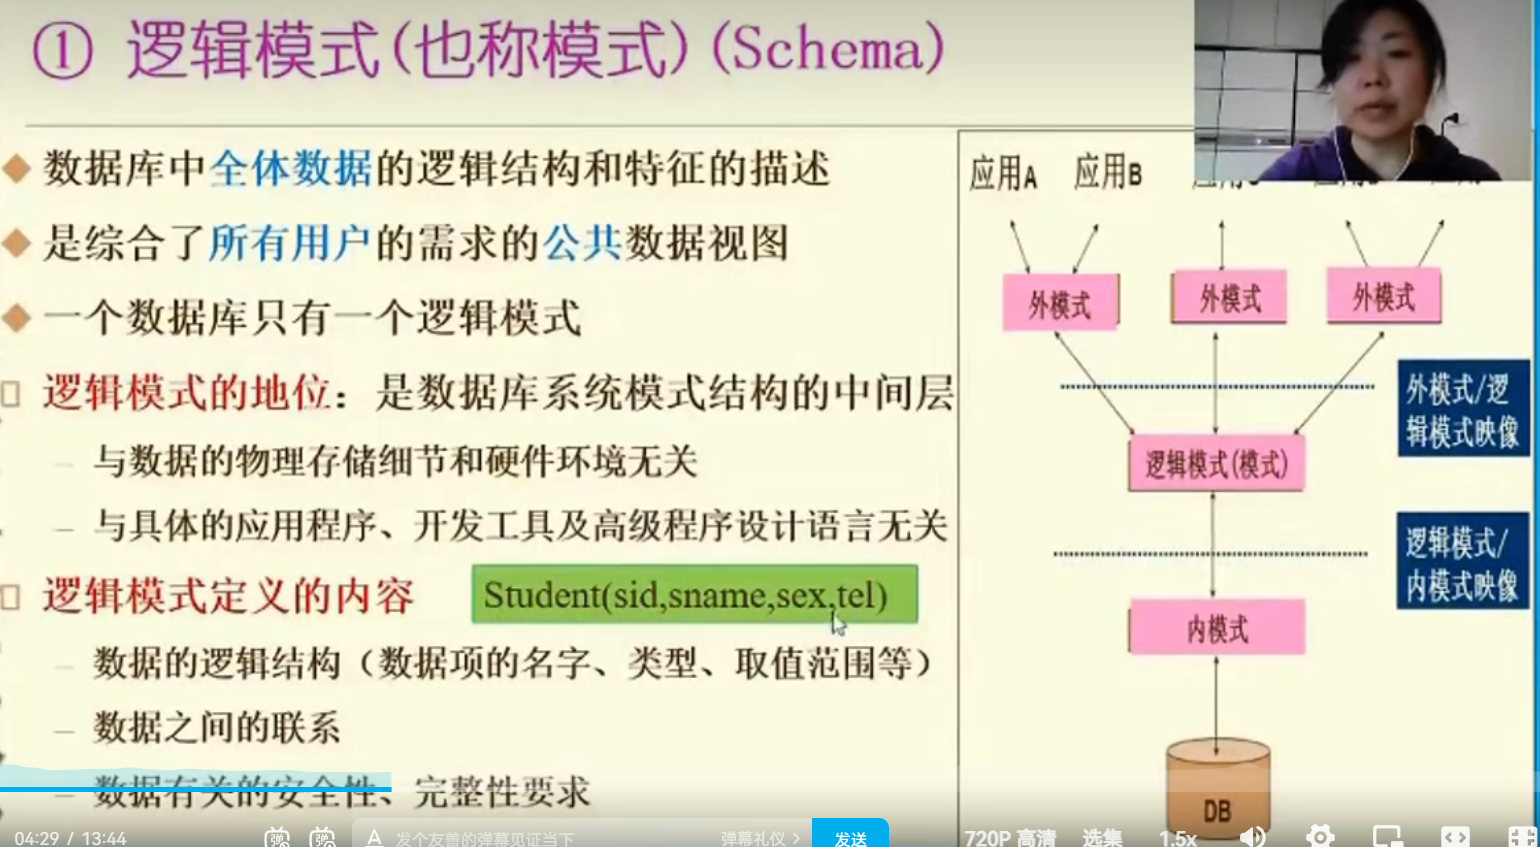 ① 逻辑模式(也称模式)(Schema)
数据库中全体数据的逻辑结构和特征的描述
是综合了所有用户的需求的公共数据视图
一个数据库只有一个逻辑模式
逻辑模式的地位：是数据库系统模式结构的中间层
– 与数据的物理存储细节和硬件环境无关
– 与具体的应用程序、开发工具及高级程序设计语言无关
逻辑模式定义的内容
Student(sid,sname,sex,tel)
– 数据的逻辑结构（数据项的名字、类型、取值范围等）
– 数据之间的联系
– 数据有关的安全性、完整性要求
应用A 应用B
外模式 外模式 外模式
外模式/逻
辑模式映像
逻辑模式(模式)
逻辑模式/
内模式映像
内模式
DB
04:29 / 13:44 弹 弹 A 发个友善的弹幕见证当下 弹幕礼仪 > 发送 720P 高清 选集 1.5x